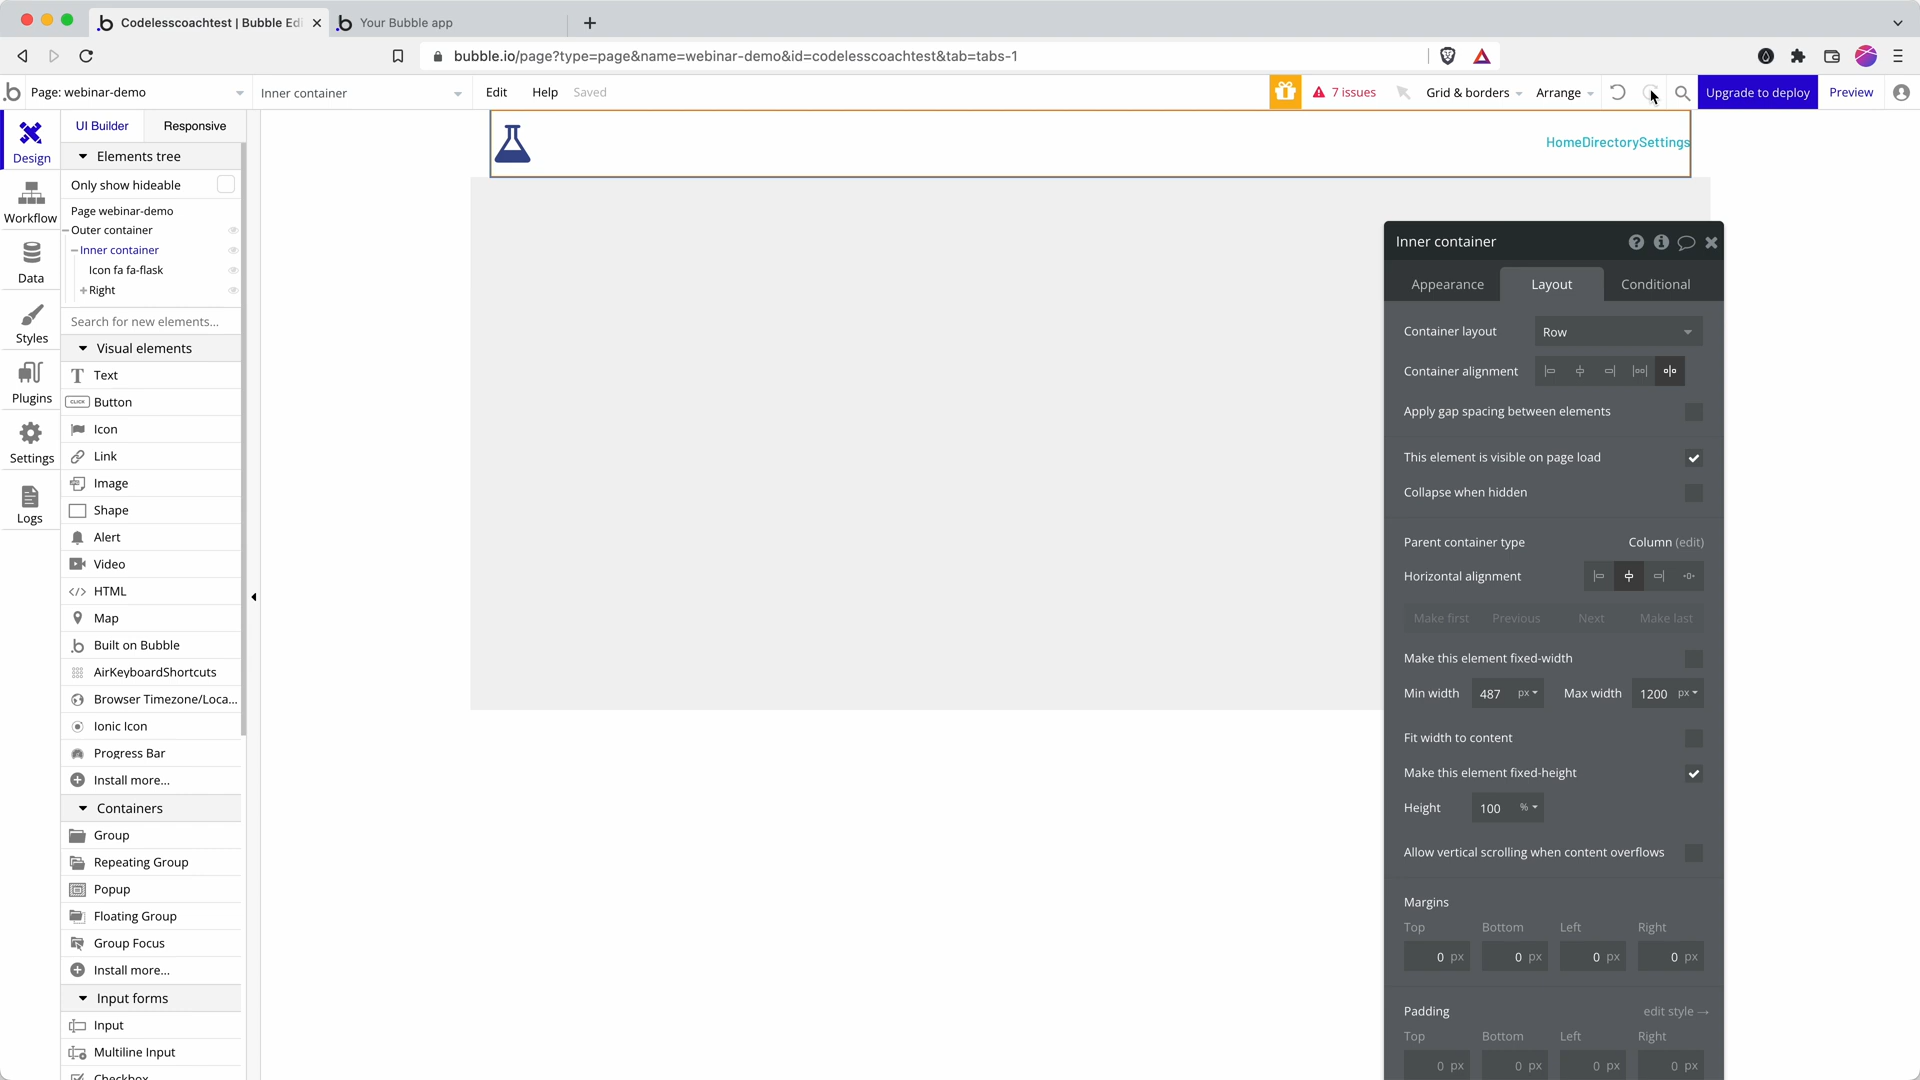 Codelesscoachtest | Bubble Edi
Your Bubble app
bubble.io/page?type=page&name=webinar-demo&id=codelesscoachtest&tab=tabs-1
Page: webinar-demo
Inner container
Edit
Help
Saved
7 issues
Grid & borders
Arrange
Upgrade to deploy
Preview
Design
Workflow
Data
Styles
Plugins
Settings
Logs
UI Builder
Responsive
Elements tree
Only show hideable
Page webinar-demo
Outer container
Inner container
Icon fa fa-flask
Right
Search for new elements...
Visual elements
Text
CLICK Button
Icon
Link
Image
Shape
Alert
Video
HTML
Map
Built on Bubble
AirKeyboardShortcuts
Browser Timezone/Loca...
Ionic Icon
Progress Bar
Install more...
Containers
Group
Repeating Group
Popup
Floating Group
Group Focus
Install more...
Input forms
Input
Multiline Input
Checkbox
HomeDirectorySettings
Inner container
Appearance
Layout
Conditional
Container layout
Row
Container alignment
Apply gap spacing between elements
This element is visible on page load
Collapse when hidden
Parent container type
Column (edit)
Horizontal alignment
Make first
Previous
Next
Make last
Make this element fixed-width
Min width 487 px
Max width 1200 px
Fit width to content
Make this element fixed-height
Height 100 %
Allow vertical scrolling when content overflows
Margins
Top Bottom Left Right
0 px 0 px 0 px 0 px
Padding
edit style →
Top Bottom Left Right
0 px 0 px 0 px 0 px